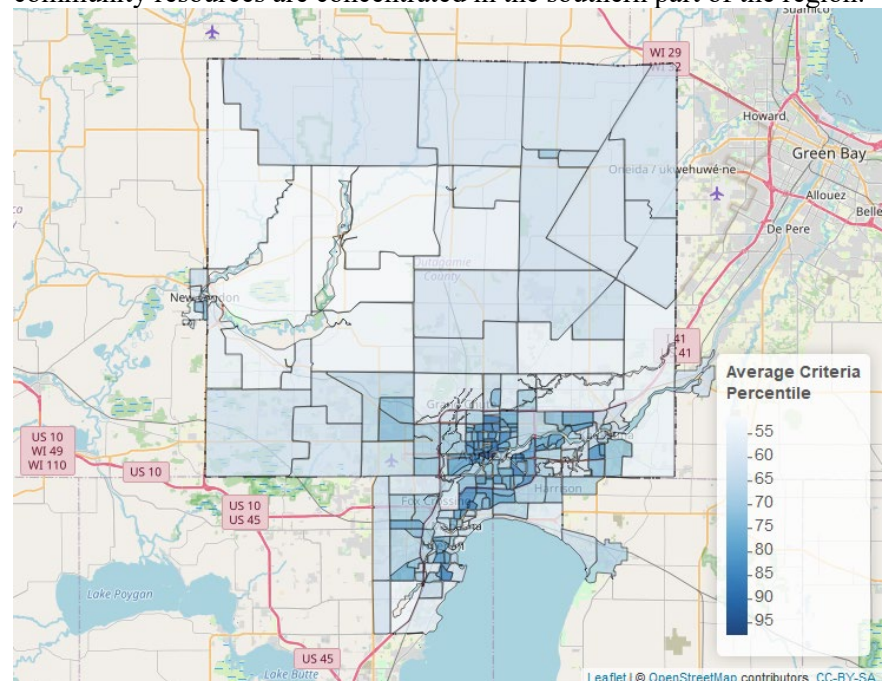 community resources are concentrated in the southern part of the region.
Suamico
WI 29
WI 32
Howard
Green Bay
Oneida / ukwehuwé·ne
Allouez
Belle
De Pere
Outagamie
County
New London
41
41
Average Criteria
Percentile
55
60
65
70
75
80
85
90
95
US 10
WI 49
WI 110
US 10
US 10
US 45
Fox Crossing
Harrison
Lake Poygan
US 45
Lake Butte
Leaflet | © OpenStreetMap contributors, CC-BY-SA